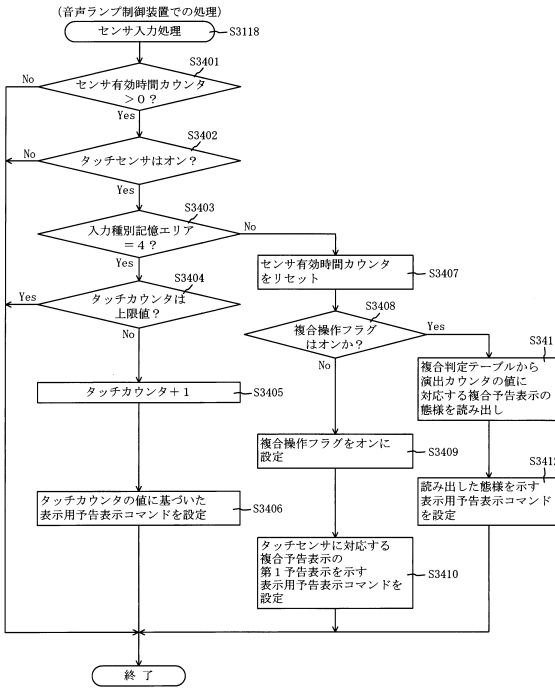 (音声ランプ制御装置での処理)
センサ入力処理
S3118
S3401
センサ有効時間カウンタ
>0?
No
Yes
S3402
タッチセンサはオン?
No
Yes
S3403
入力種別記憶エリア
=4?
No
Yes
S3404
タッチカウンタは
上限値?
Yes
No
タッチカウンタ+1
S3405
タッチカウンタの値に基づいた
表示用予告表示コマンドを設定
S3406
センサ有効時間カウンタ
をリセット
S3407
S3408
複合操作フラグ
はオンか?
Yes
No
複合操作フラグをオンに
設定
S3409
タッチセンサに対応する
複合予告表示の
第1予告表示を示す
表示用予告表示コマンドを
設定
S3410
S341
複合判定テーブルから
演出カウンタの値に
対応する複合予告表示の
態様を読み出し
S3412
読み出した態様を示す
表示用予告表示コマンド
を設定
終 了